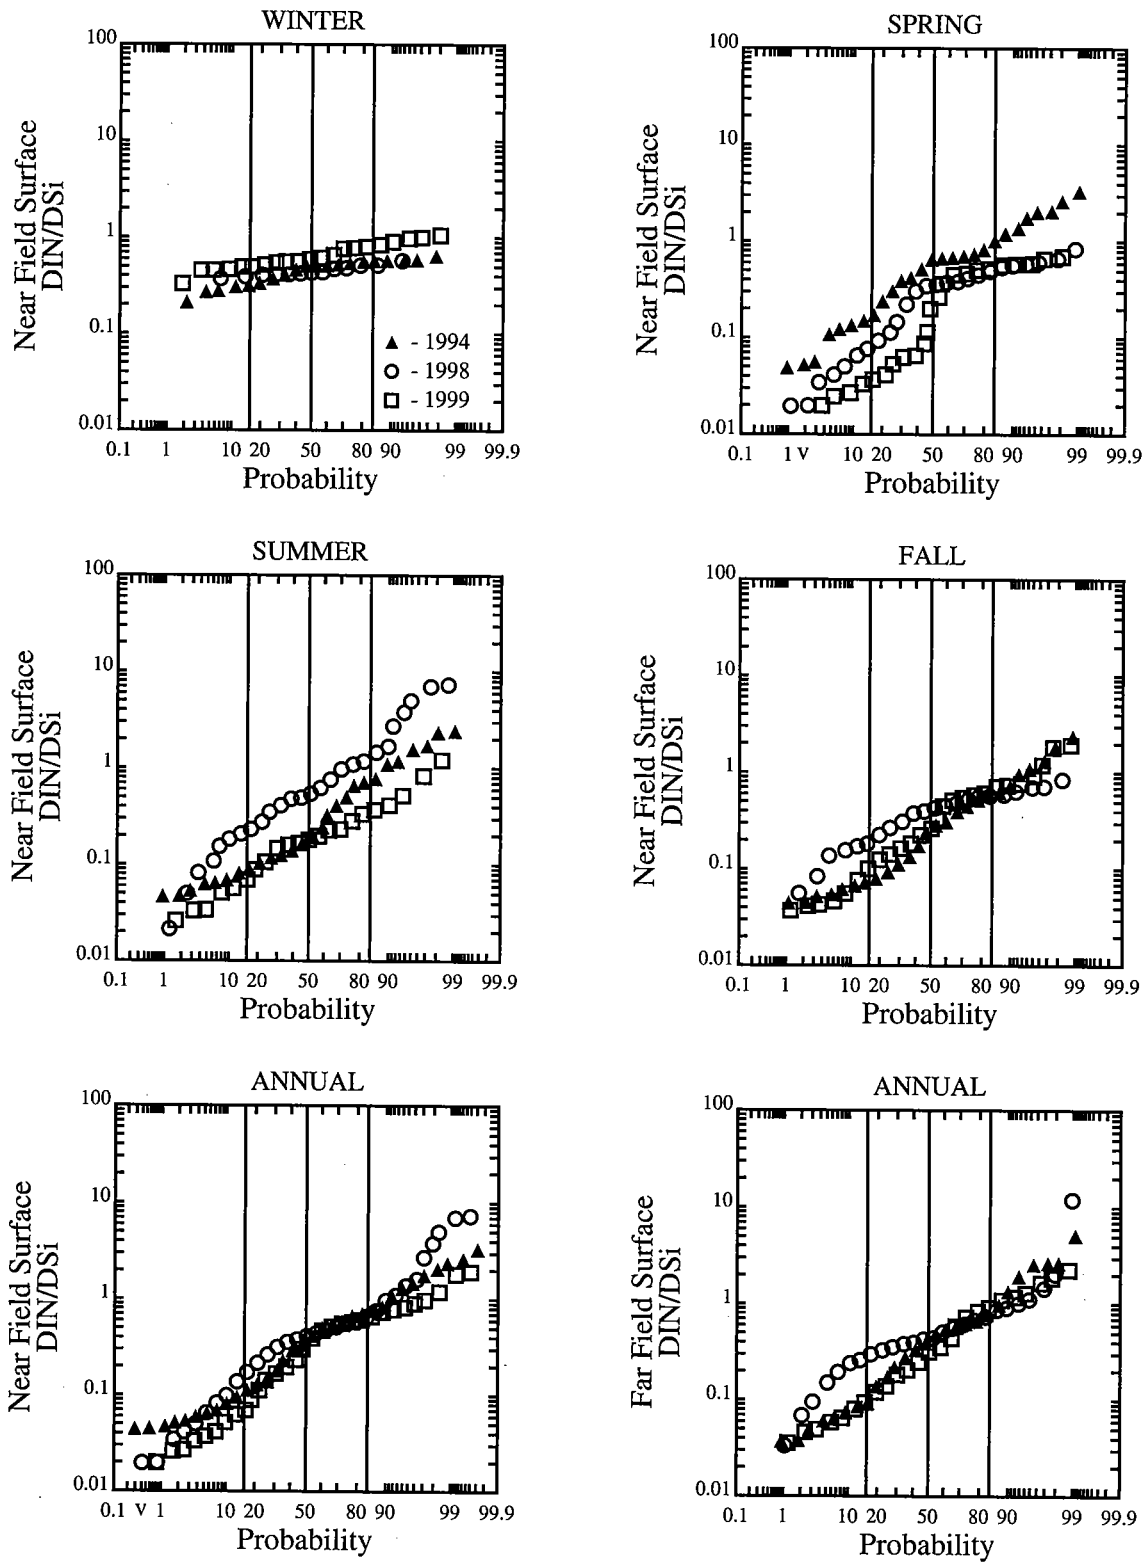 WINTER
100
10
1
0.1
0.01
Near Field Surface
DIN/DSi
- 1994
- 1998
- 1999
0.1 1 10 20 50 80 90 99 99.9
Probability
SPRING
100
10
1
0.1
0.01
Near Field Surface
DIN/DSi
0.1 1 v 10 20 50 80 90 99 99.9
Probability
SUMMER
100
10
1
0.1
0.01
Near Field Surface
DIN/DSi
0.1 1 10 20 50 80 90 99 99.9
Probability
FALL
100
10
1
0.1
0.01
Near Field Surface
DIN/DSi
0.1 1 10 20 50 80 90 99 99.9
Probability
ANNUAL
100
10
1
0.1
0.01
Near Field Surface
DIN/DSi
0.1 V 1 10 20 50 80 90 99 99.9
Probability
ANNUAL
100
10
1
0.1
0.01
Far Field Surface
DIN/DSi
0.1 1 10 20 50 80 90 99 99.9
Probability